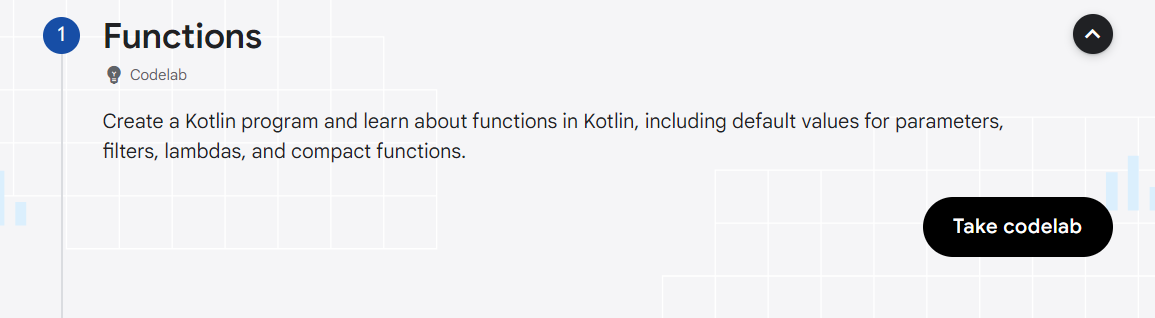 1
Functions
Codelab
Create a Kotlin program and learn about functions in Kotlin, including default values for parameters,
filters, lambdas, and compact functions.
Take codelab